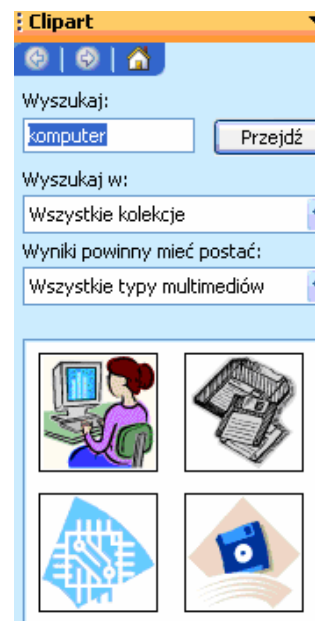 Clipart
Wyszukaj:
komputer
Przejdź
Wyszukaj w:
Wszystkie kolekcje
Wyniki powinny mieć postać:
Wszystkie typy multimediów